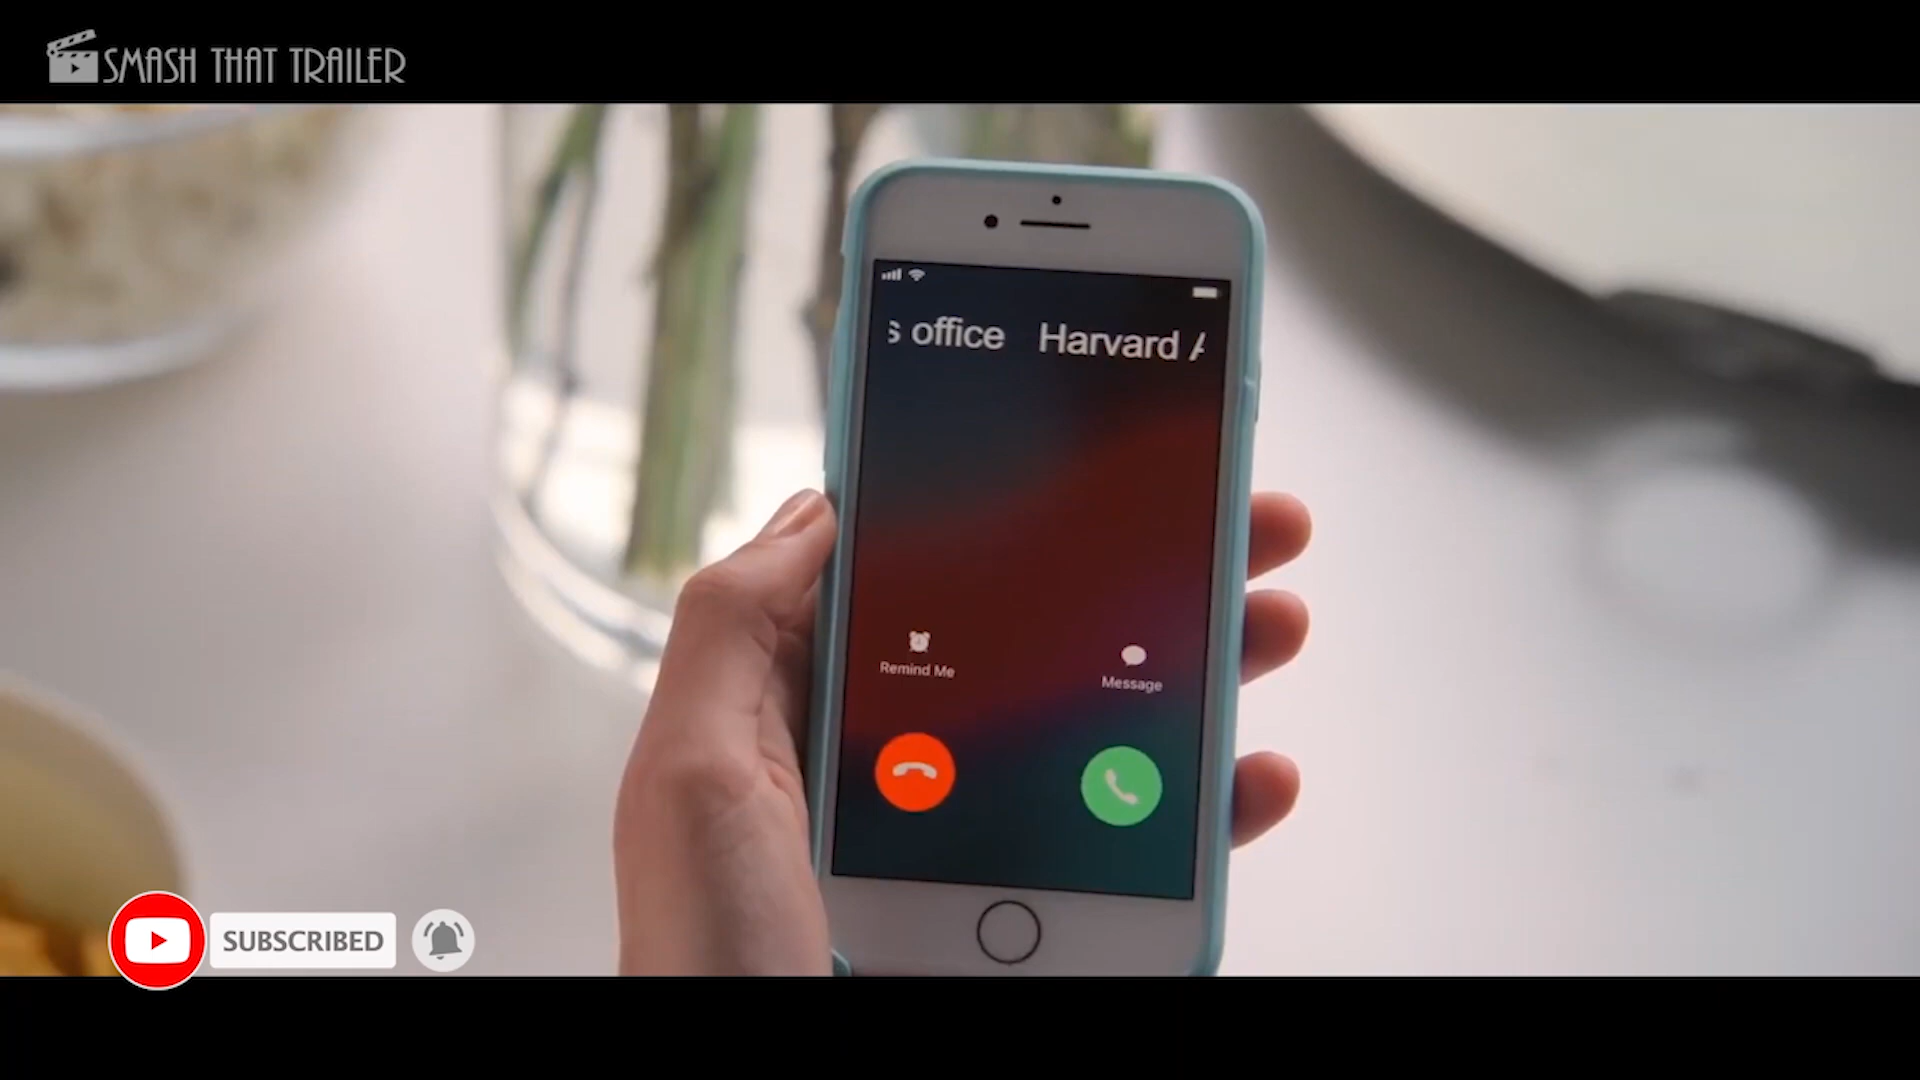 SMASH THAT TRAILER
s office Harvard A
Remind Me
Message
SUBSCRIBED